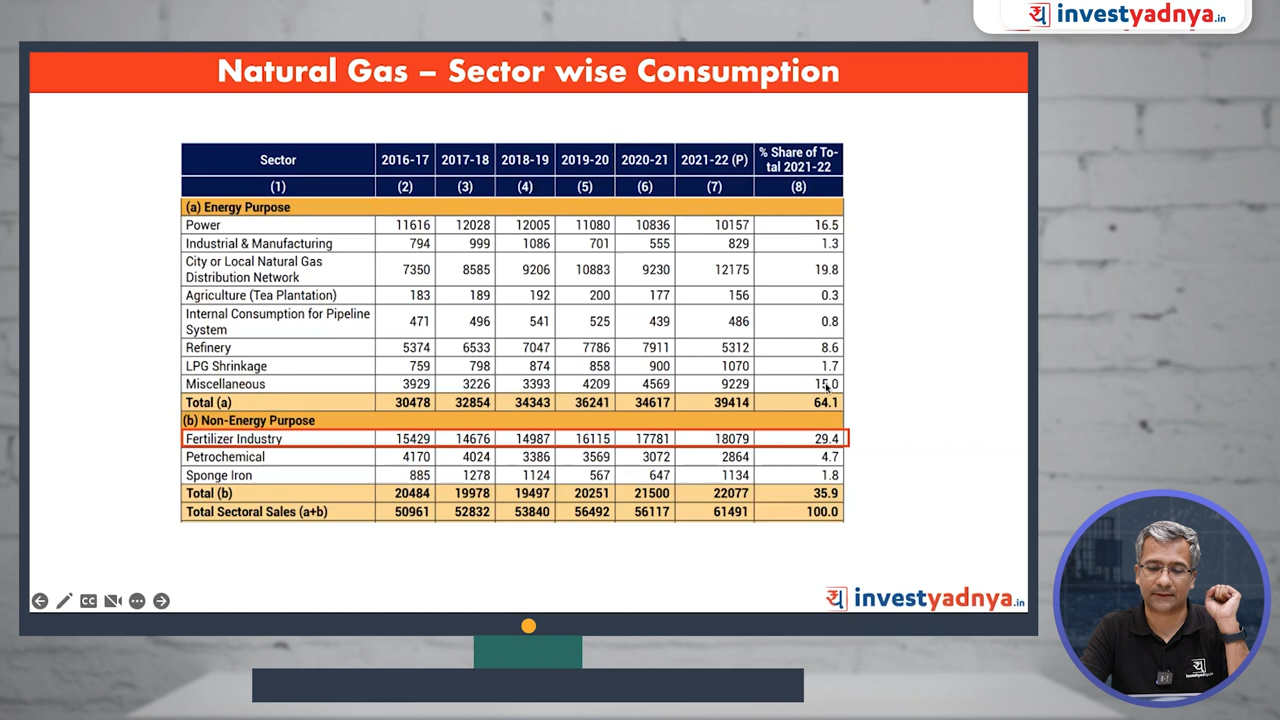 investyadnya.in
Natural Gas – Sector wise Consumption
Sector 2016-17 2017-18 2018-19 2019-20 2020-21 2021-22 (P) % Share of To-
tal 2021-22
(1) (2) (3) (4) (5) (6) (7) (8)
(a) Energy Purpose
Power 11616 12028 12005 11080 10836 10157 16.5
Industrial & Manufacturing 794 999 1086 701 555 829 1.3
City or Local Natural Gas
Distribution Network 7350 8585 9206 10883 9230 12175 19.8
Agriculture (Tea Plantation) 183 189 192 200 177 156 0.3
Internal Consumption for Pipeline
System 471 496 541 525 439 486 0.8
Refinery 5374 6533 7047 7786 7911 5312 8.6
LPG Shrinkage 759 798 874 858 900 1070 1.7
Miscellaneous 3929 3226 3393 4209 4569 9229 15.0
Total (a) 30478 32854 34343 36241 34617 39414 64.1
(b) Non-Energy Purpose
Fertilizer Industry 15429 14676 14987 16115 17781 18079 29.4
Petrochemical 4170 4024 3386 3569 3072 2864 4.7
Sponge Iron 885 1278 1124 567 647 1134 1.8
Total (b) 20484 19978 19497 20251 21500 22077 35.9
Total Sectoral Sales (a+b) 50961 52832 53840 56492 56117 61491 100.0
CC
investyadnya.in